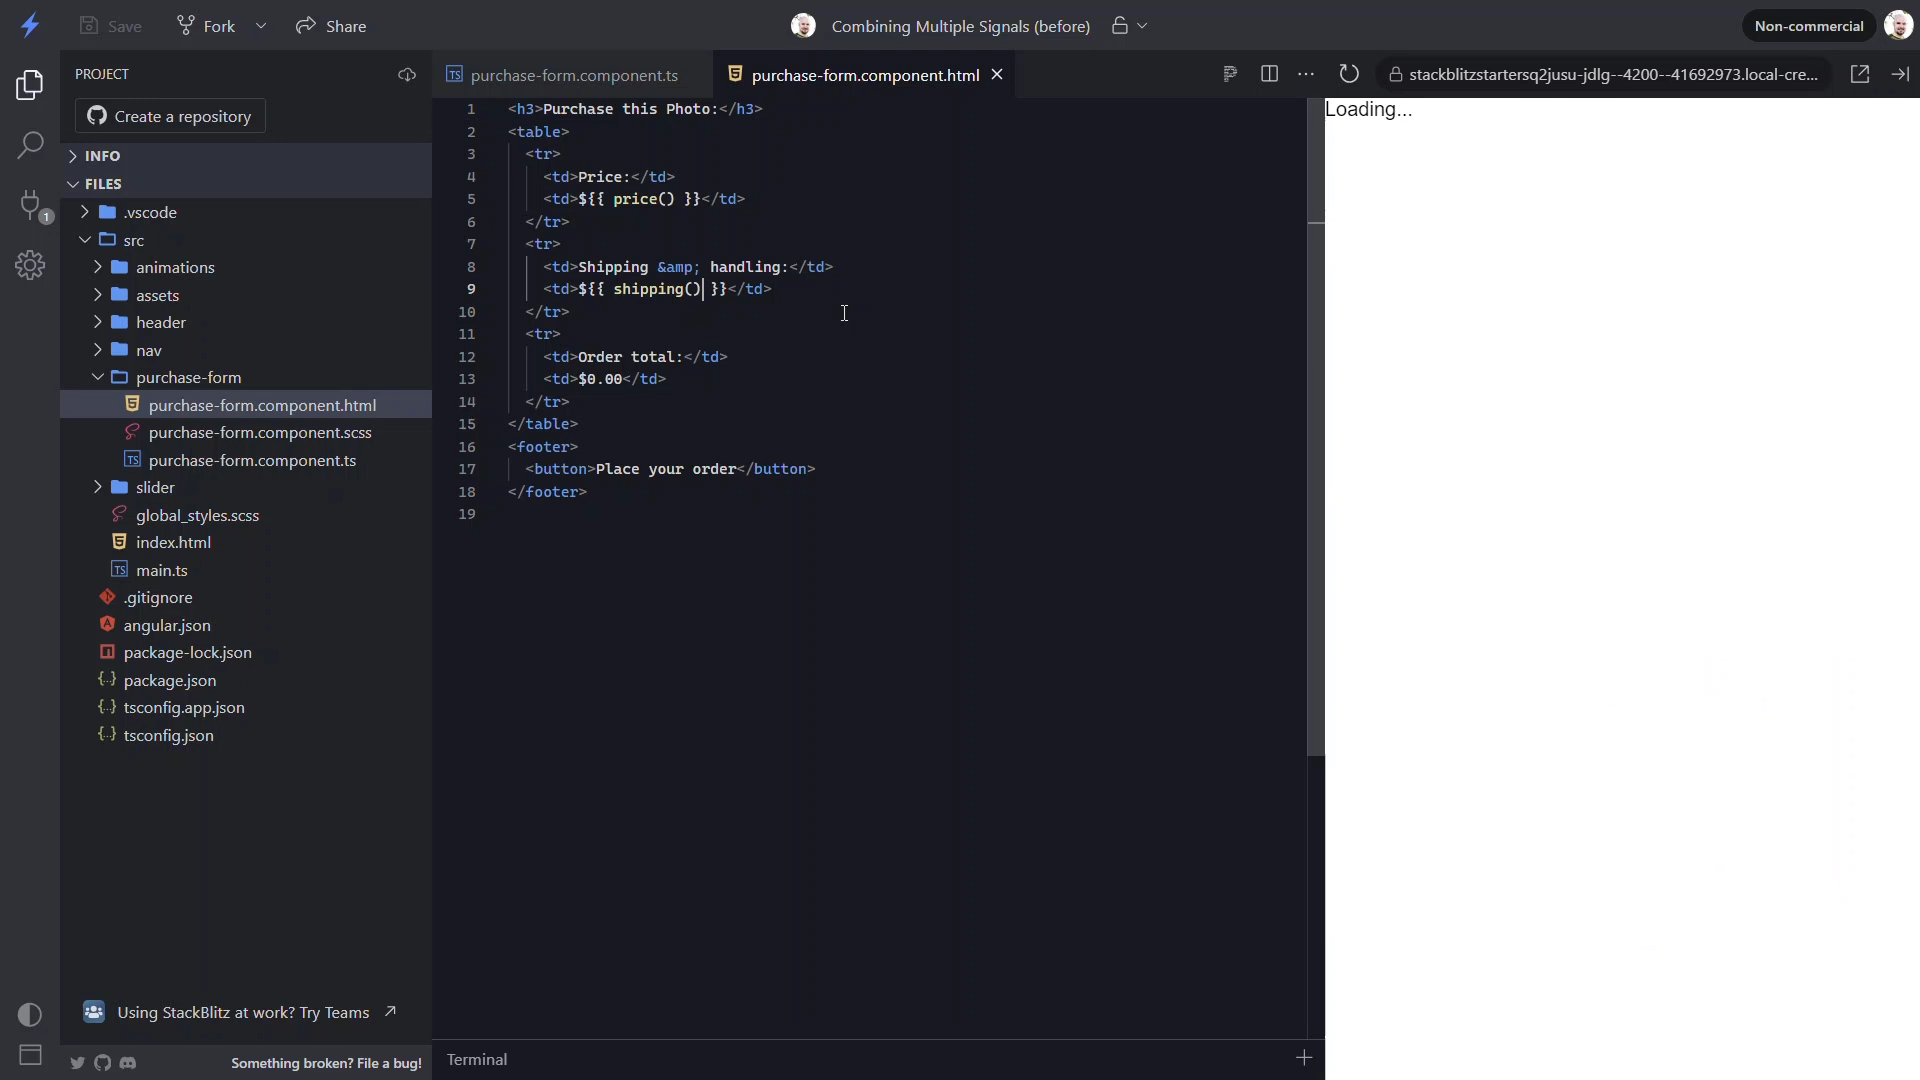 Save
Fork
Share
Combining Multiple Signals (before)
Non-commercial
PROJECT
Create a repository
INFO
FILES
.vscode
src
animations
assets
header
nav
purchase-form
purchase-form.component.html
purchase-form.component.scss
purchase-form.component.ts
slider
global_styles.scss
index.html
main.ts
.gitignore
angular.json
package-lock.json
package.json
tsconfig.app.json
tsconfig.json
1
Using StackBlitz at work? Try Teams
Something broken? File a bug!
purchase-form.component.ts
purchase-form.component.html
1 <h3>Purchase this Photo:</h3>
2 <table>
3 <tr>
4 <td>Price:</td>
5 <td>${{ price() }}</td>
6 </tr>
7 <tr>
8 <td>Shipping &amp; handling:</td>
9 <td>${{ shipping() }}</td>
10 </tr>
11 <tr>
12 <td>Order total:</td>
13 <td>$0.00</td>
14 </tr>
15 </table>
16 <footer>
17 <button>Place your order</button>
18 </footer>
19
Terminal
stackblitzstartersq2jusu-jdlg--4200--41692973.local-cre...
Loading...